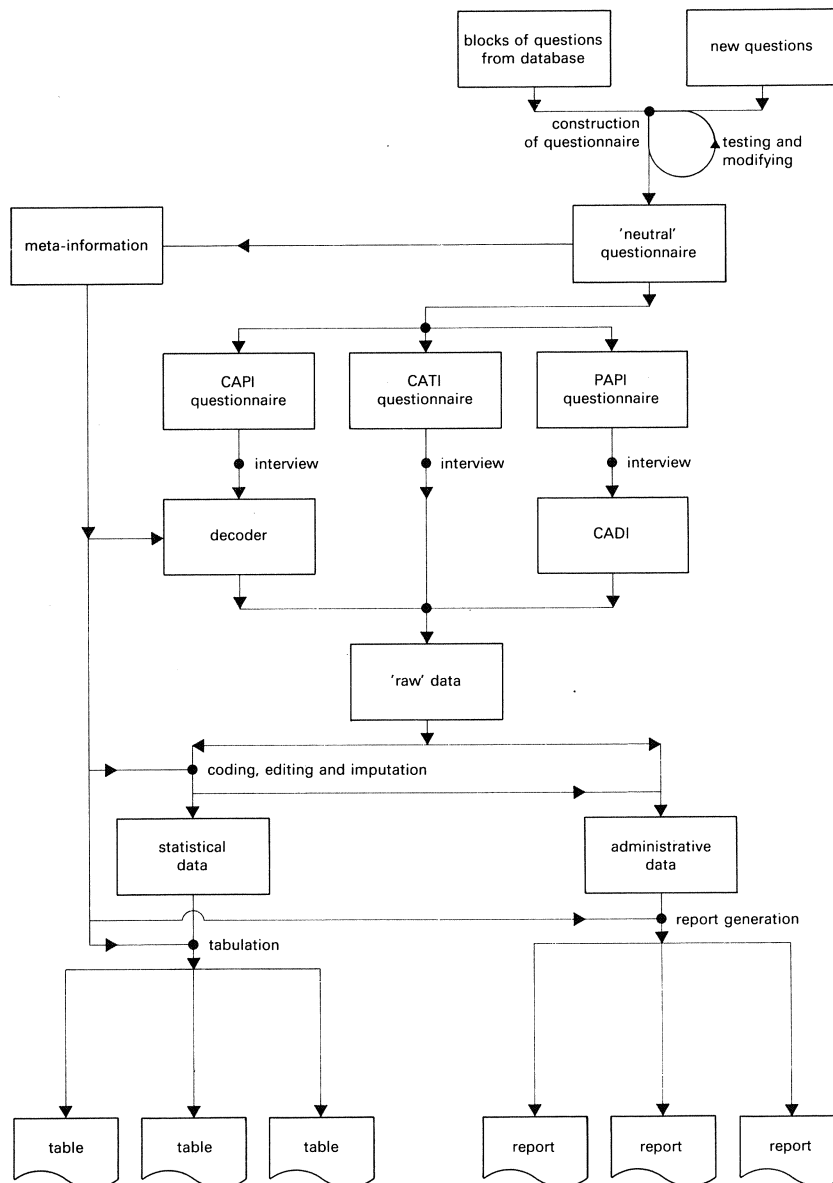 blocks of questions
from database
new questions
construction
of questionnaire
testing and
modifying
meta-information
'neutral'
questionnaire
CAPI
questionnaire
CATI
questionnaire
PAPI
questionnaire
interview
interview
interview
decoder
CADI
'raw' data
coding, editing and imputation
statistical
data
administrative
data
report generation
tabulation
table
table
table
report
report
report